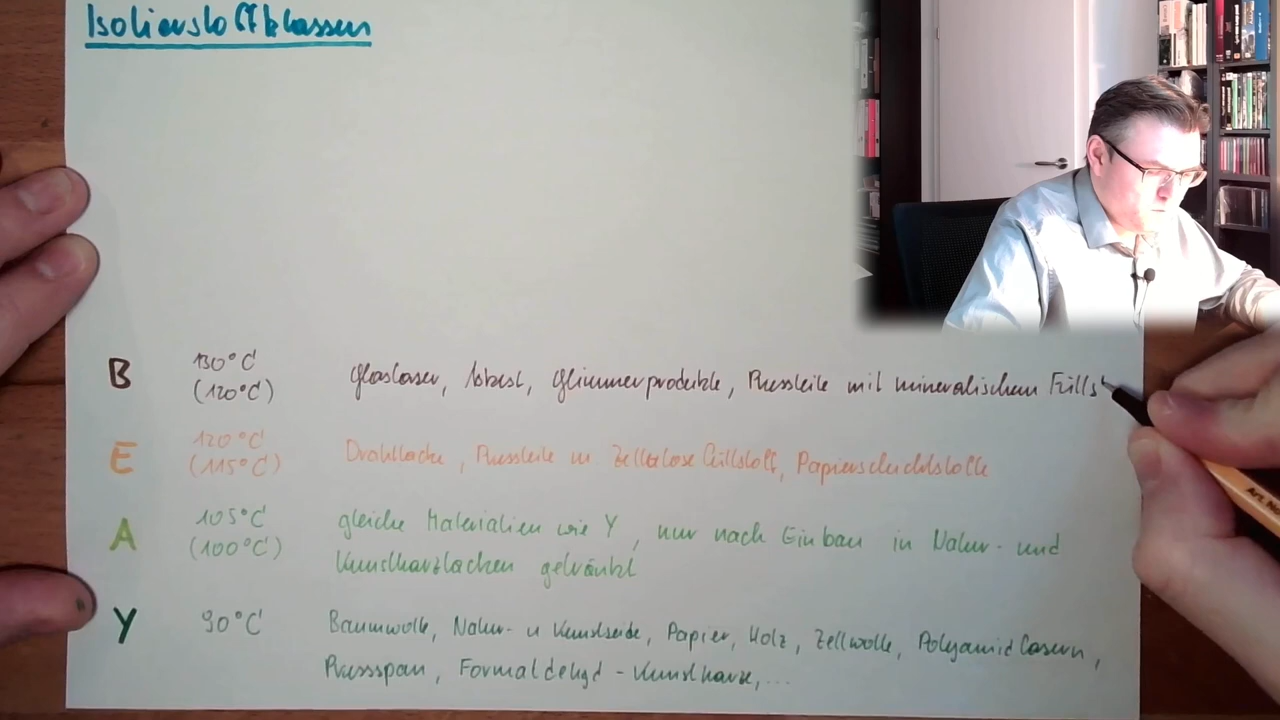 Isolierstoffklassen
B 130°C (120°C) Glasfaser, Asbest, Glimmerprodukte, Pressteile mit mineralischem Fülls
E 120°C (115°C) Drahtlacke, Pressteile m Zellulose Füllstoff, Papierschichtstoffe
A 105°C (100°C) gleiche Materialien wie Y, nur nach Einbau in Natur- und
Kunstharzlacken getränkt
Y 90°C Baumwolle, Natur- u Kunstseide, Papier, Holz, Zellwolle, Polyamidfasern,
Pressspan, Formaldehyd - Kunstharze,...